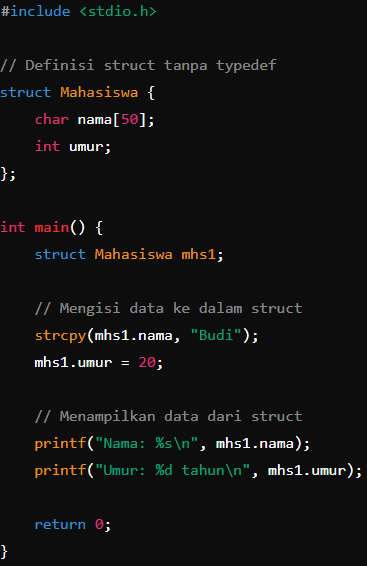 #include <stdio.h>
// Definisi struct tanpa typedef
struct Mahasiswa {
    char nama[50];
    int umur;
};
int main() {
    struct Mahasiswa mhs1;
    // Mengisi data ke dalam struct
    strcpy(mhs1.nama, "Budi");
    mhs1.umur = 20;
    // Menampilkan data dari struct
    printf("Nama: %s\n", mhs1.nama);
    printf("Umur: %d tahun\n", mhs1.umur);
    return 0;
}